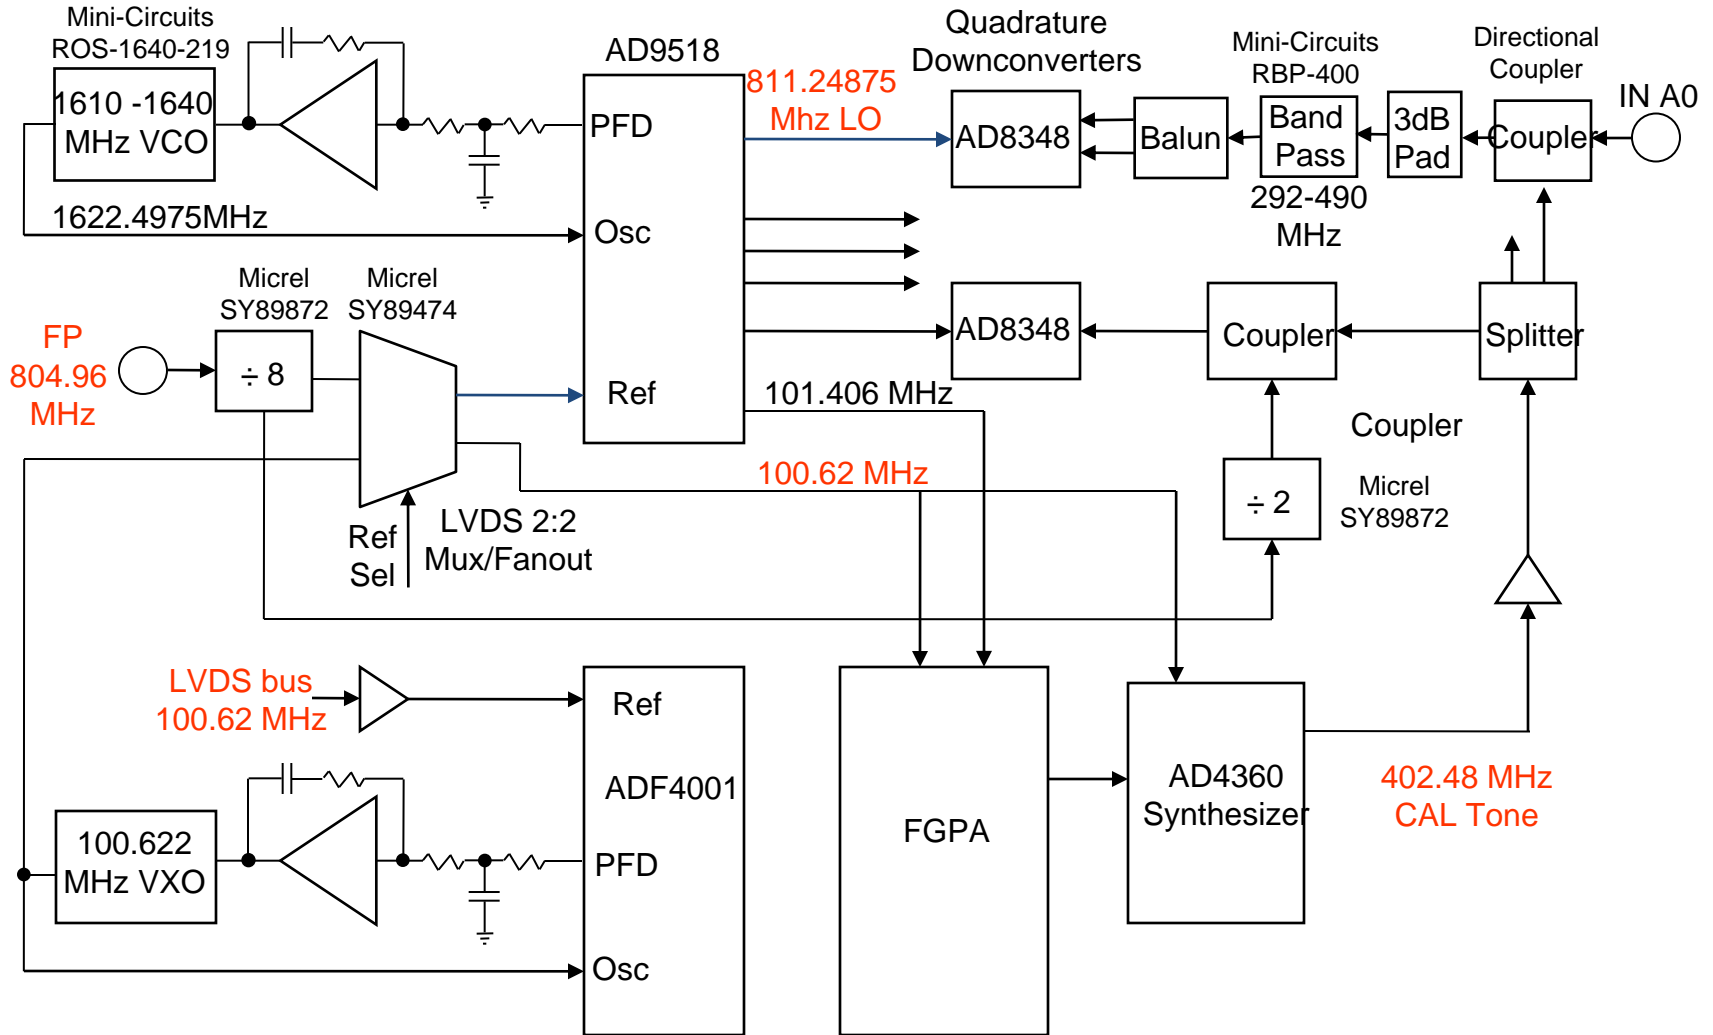 Mini-Circuits
ROS-1640-219
1610 -1640
MHz VCO
1622.4975MHz
AD9518
PFD
Osc
Ref
811.24875
Mhz LO
Quadrature
Downconverters
AD8348
Balun
Mini-Circuits
RBP-400
Band
Pass
292-490
MHz
3dB
Pad
Directional
Coupler
Coupler
IN A0
Micrel
SY89872
÷ 8
Micrel
SY89474
FP
804.96
MHz
Ref
Sel
LVDS 2:2
Mux/Fanout
AD8348
Coupler
Splitter
101.406 MHz
100.62 MHz
Coupler
÷ 2
Micrel
SY89872
LVDS bus
100.62 MHz
Ref
ADF4001
PFD
Osc
100.622
MHz VXO
FGPA
AD4360
Synthesizer
402.48 MHz
CAL Tone